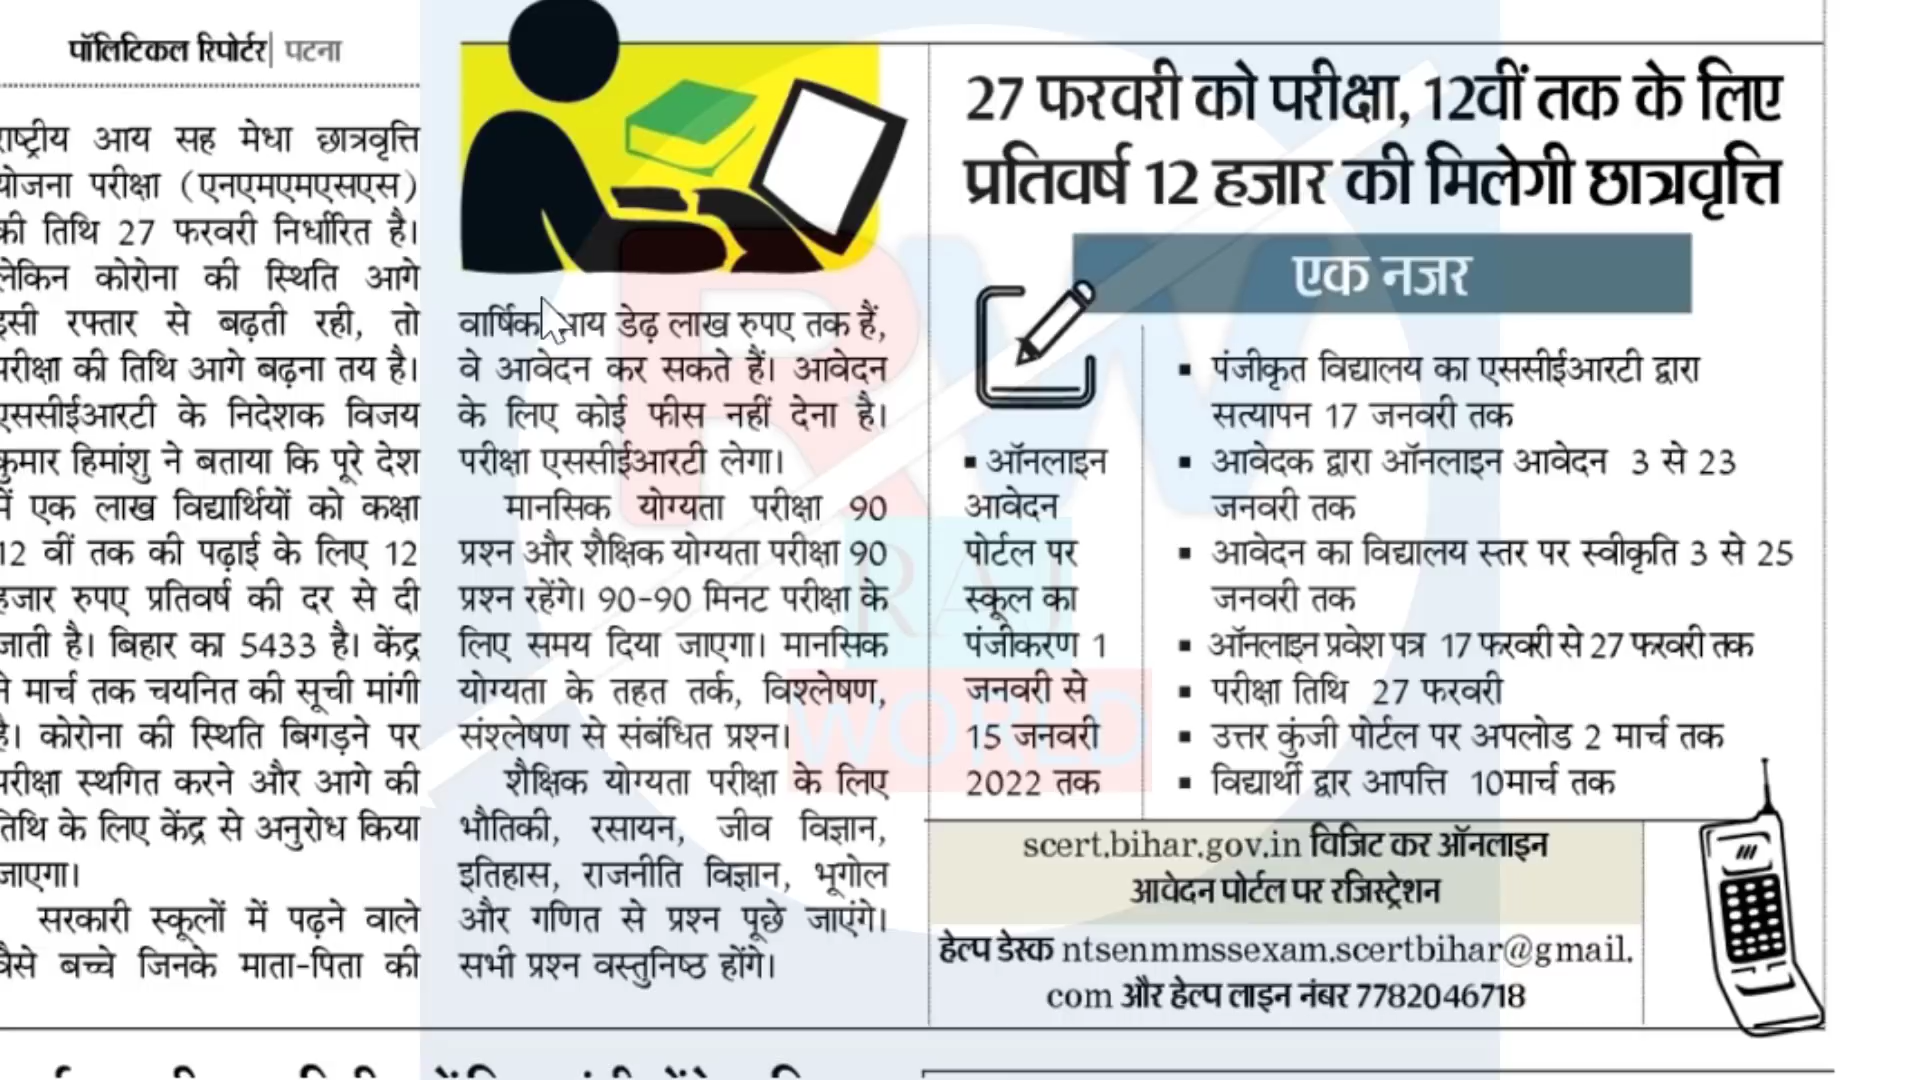 पॉलिटिकल रिपोर्टर| पटना
राष्ट्रीय आय सह मेधा छात्रवृत्ति
योजना परीक्षा (एनएमएमएसएस)
की तिथि 27 फरवरी निर्धारित है।
लेकिन कोरोना की स्थिति आगे
इसी रफ्तार से बढ़ती रही, तो
परीक्षा की तिथि आगे बढ़ना तय है।
एससीईआरटी के निदेशक विजय
कुमार हिमांशु ने बताया कि पूरे देश
में एक लाख विद्यार्थियों को कक्षा
12 वीं तक की पढ़ाई के लिए 12
हजार रुपए प्रतिवर्ष की दर से दी
जाती है। बिहार का 5433 है। केंद्र
ने मार्च तक चयनित की सूची मांगी
है। कोरोना की स्थिति बिगड़ने पर
परीक्षा स्थगित करने और आगे की
तिथि के लिए केंद्र से अनुरोध किया
जाएगा।
सरकारी स्कूलों में पढ़ने वाले
वैसे बच्चे जिनके माता-पिता की
वार्षिक आय डेढ़ लाख रुपए तक हैं,
वे आवेदन कर सकते हैं। आवेदन
के लिए कोई फीस नहीं देना है।
परीक्षा एससीईआरटी लेगा।
मानसिक योग्यता परीक्षा 90
प्रश्न और शैक्षिक योग्यता परीक्षा 90
प्रश्न रहेंगे। 90-90 मिनट परीक्षा के
लिए समय दिया जाएगा। मानसिक
योग्यता के तहत तर्क, विश्लेषण,
संश्लेषण से संबंधित प्रश्न।
शैक्षिक योग्यता परीक्षा के लिए
भौतिकी, रसायन, जीव विज्ञान,
इतिहास, राजनीति विज्ञान, भूगोल
और गणित से प्रश्न पूछे जाएंगे।
सभी प्रश्न वस्तुनिष्ठ होंगे।
27 फरवरी को परीक्षा, 12वीं तक के लिए
प्रतिवर्ष 12 हजार की मिलेगी छात्रवृत्ति
एक नजर
▪ ऑनलाइन
आवेदन
पोर्टल पर
स्कूल का
पंजीकरण 1
जनवरी से
15 जनवरी
2022 तक
▪ पंजीकृत विद्यालय का एससीईआरटी द्वारा
सत्यापन 17 जनवरी तक
▪ आवेदक द्वारा ऑनलाइन आवेदन 3 से 23
जनवरी तक
▪ आवेदन का विद्यालय स्तर पर स्वीकृति 3 से 25
जनवरी तक
▪ ऑनलाइन प्रवेश पत्र 17 फरवरी से 27 फरवरी तक
▪ परीक्षा तिथि 27 फरवरी
▪ उत्तर कुंजी पोर्टल पर अपलोड 2 मार्च तक
▪ विद्यार्थी द्वार आपत्ति 10मार्च तक
scert.bihar.gov.in विजिट कर ऑनलाइन
आवेदन पोर्टल पर रजिस्ट्रेशन
हेल्प डेस्क ntsenmmssexam.scertbihar@gmail.
com और हेल्प लाइन नंबर 7782046718
RW
RAJ
WORLD